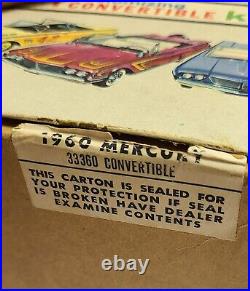 CONVERTIBLE K
1960 MERCURY
33360 CONVERTIBLE
THIS CARTON IS SEALED FOR
YOUR PROTECTION IF SEAL
IS BROKEN HAVE DEALER
EXAMINE CONTENTS